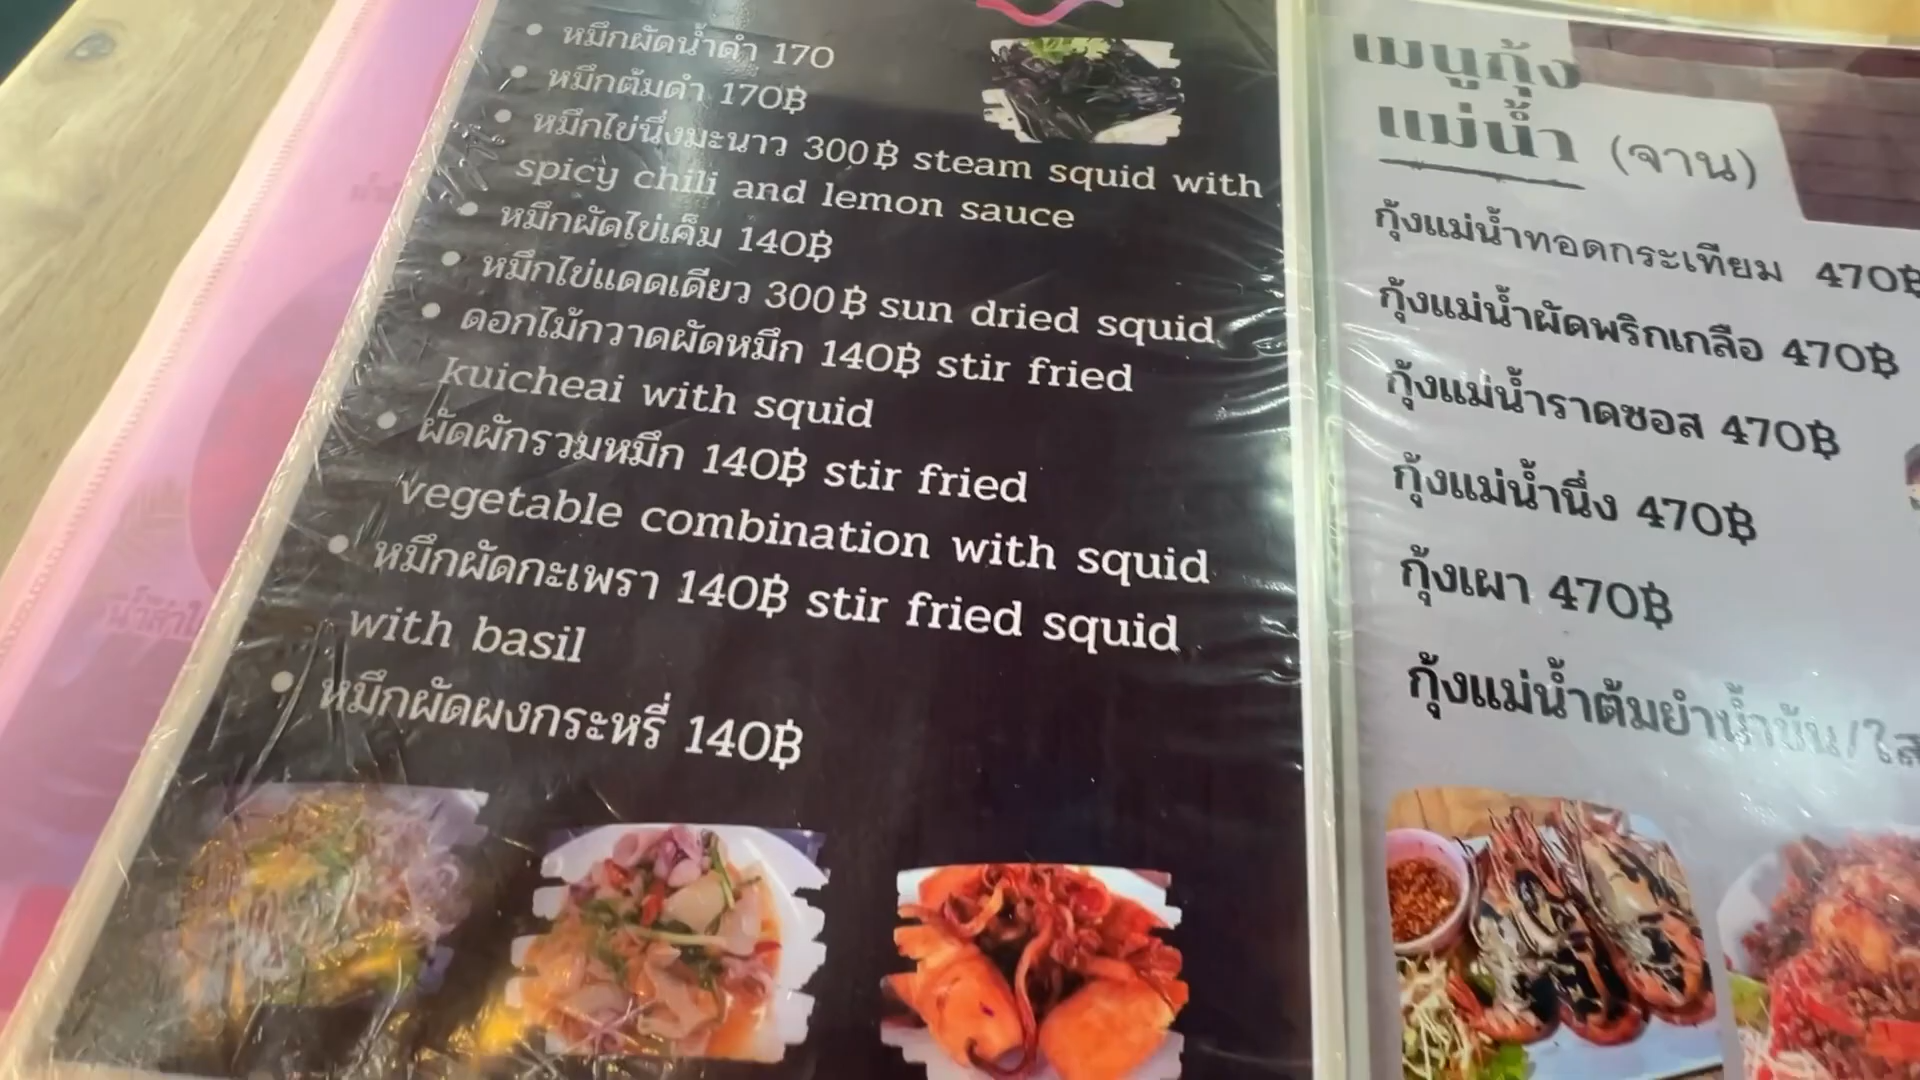 หมึกผัดน้ำดำ 170
หมึกต้มดำ 170฿
หมึกไข่นึ่งมะนาว 300฿ steam squid with
spicy chili and lemon sauce
หมึกผัดไข่เค็ม 140฿
หมึกไข่แดดเดียว 300฿ sun dried squid
ดอกไม้กวาดผัดหมึก 140฿ stir fried
kuicheai with squid
ผัดผักรวมหมึก 140฿ stir fried
vegetable combination with squid
หมึกผัดกะเพรา 140฿ stir fried squid
with basil
หมึกผัดผงกระหรี่ 140฿
เมนูกุ้ง
แม่น้ำ (จาน)
กุ้งแม่น้ำทอดกระเทียม 470฿
กุ้งแม่น้ำผัดพริกเกลือ 470฿
กุ้งแม่น้ำราดซอส 470฿
กุ้งแม่น้ำนึ่ง 470฿
กุ้งเผา 470฿
กุ้งแม่น้ำต้มยำน้ำข้น/ใส